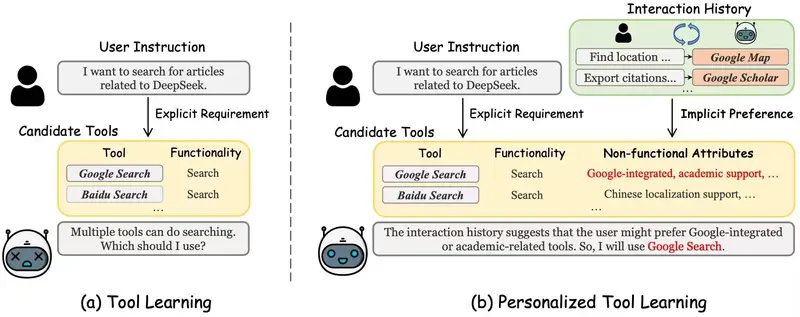 User Instruction
I want to search for articles
related to DeepSeek.
Explicit Requirement
Candidate Tools
Tool Functionality
Google Search Search
Baidu Search Search
...
Multiple tools can do searching.
Which should I use?
(a) Tool Learning
Interaction History
Find location ... Google Map
Export citations... Google Scholar
...
User Instruction
I want to search for articles
related to DeepSeek.
Explicit Requirement
Implicit Preference
Candidate Tools
Tool Functionality Non-functional Attributes
Google Search Search Google-integrated, academic support, ...
Baidu Search Search Chinese localization support, ...
...
The interaction history suggests that the user might prefer Google-integrated
or academic-related tools. So, I will use Google Search.
(b) Personalized Tool Learning